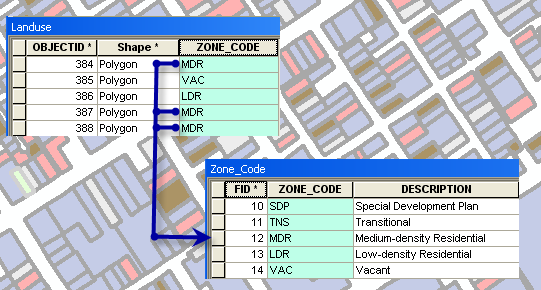 Landuse
OBJECTID * Shape * ZONE_CODE
384 Polygon MDR
385 Polygon VAC
386 Polygon LDR
387 Polygon MDR
388 Polygon MDR
Zone_Code
FID * ZONE_CODE DESCRIPTION
10 SDP Special Development Plan
11 TNS Transitional
12 MDR Medium-density Residential
13 LDR Low-density Residential
14 VAC Vacant